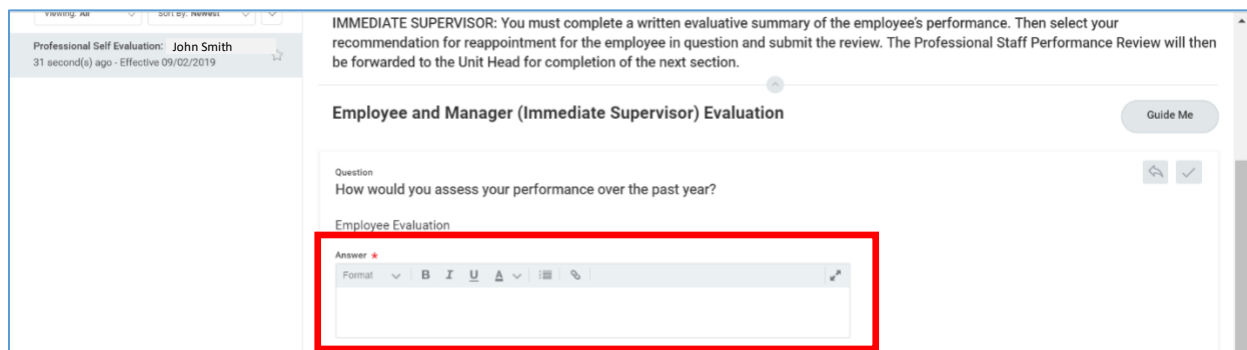 Viewing: All
Sort By: Newest
Professional Self Evaluation: John Smith
31 second(s) ago - Effective 09/02/2019
IMMEDIATE SUPERVISOR: You must complete a written evaluative summary of the employee's performance. Then select your
recommendation for reappointment for the employee in question and submit the review. The Professional Staff Performance Review will then
be forwarded to the Unit Head for completion of the next section.
Employee and Manager (Immediate Supervisor) Evaluation
Guide Me
Question
How would you assess your performance over the past year?
Employee Evaluation
Answer *
Format B I U A